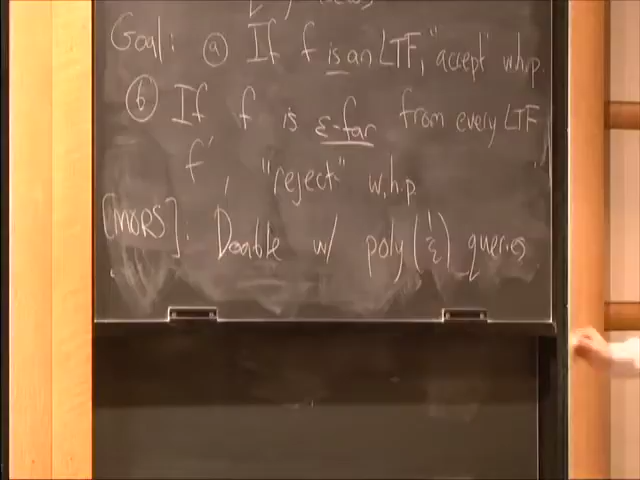 Goal: ⓐ If f is an LTF, "accept" w.h.p.
ⓑ If f is ε-far from every LTF
f', "reject" w.h.p.
[MORS]: Doable w/ poly(1/ε) queries